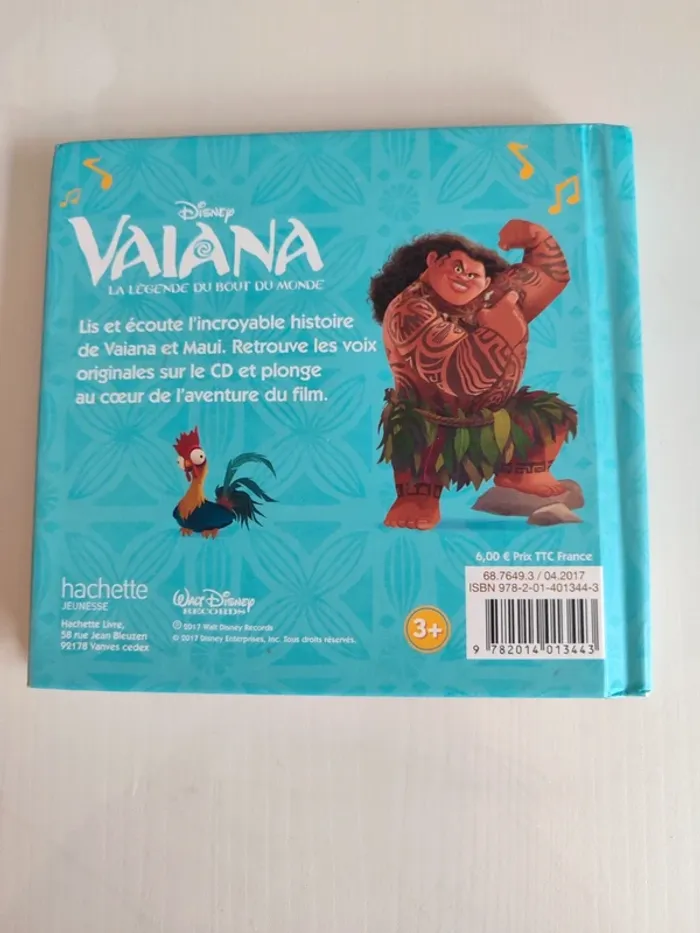 Disney
VAIANA
LA LÉGENDE DU BOUT DU MONDE
Lis et écoute l'incroyable histoire
de Vaiana et Maui. Retrouve les voix
originales sur le CD et plonge
au cœur de l'aventure du film.
6,00 € Prix TTC France
68.7649.3 / 04.2017
ISBN 978-2-01-401344-3
9 782014 013443
3+
hachette
JEUNESSE
Hachette Livre,
58 rue Jean Bleuzen
92178 Vanves cedex
WALT DISNEY
RECORDS
© 2017 Walt Disney Records
© 2017 Disney Enterprises, Inc. Tous droits réservés.